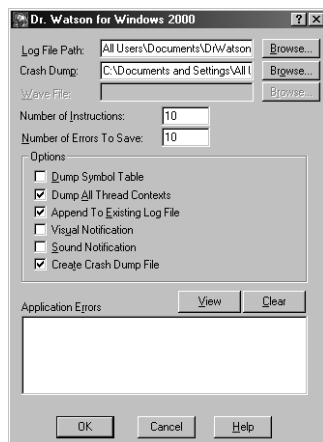 Dr. Watson for Windows 2000
Log File Path: All Users\Documents\DrWatson Browse...
Crash Dump: C:\Documents and Settings\All U Browse...
Wave File: Browse...
Number of Instructions: 10
Number of Errors To Save: 10
Options
Dump Symbol Table
Dump All Thread Contexts
Append To Existing Log File
Visual Notification
Sound Notification
Create Crash Dump File
Application Errors View Clear
OK Cancel Help